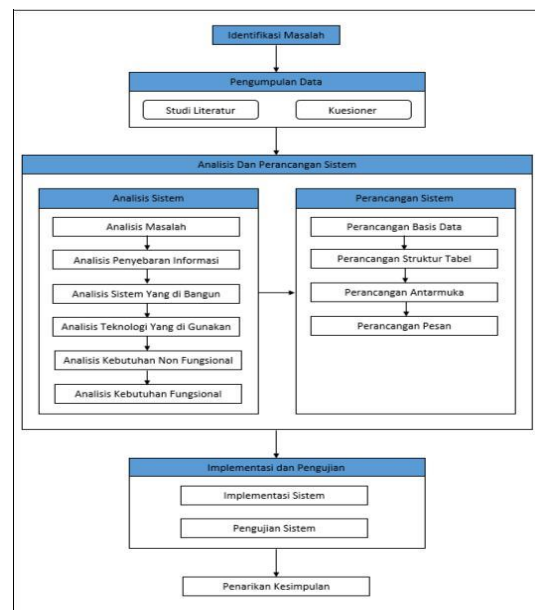 Identifikasi Masalah
Pengumpulan Data
Studi Literatur
Kuesioner
Analisis Dan Perancangan Sistem
Analisis Sistem
Analisis Masalah
Analisis Penyebaran Informasi
Analisis Sistem Yang di Bangun
Analisis Teknologi Yang di Gunakan
Analisis Kebutuhan Non Fungsional
Analisis Kebutuhan Fungsional
Perancangan Sistem
Perancangan Basis Data
Perancangan Struktur Tabel
Perancangan Antarmuka
Perancangan Pesan
Implementasi dan Pengujian
Implementasi Sistem
Pengujian Sistem
Penarikan Kesimpulan